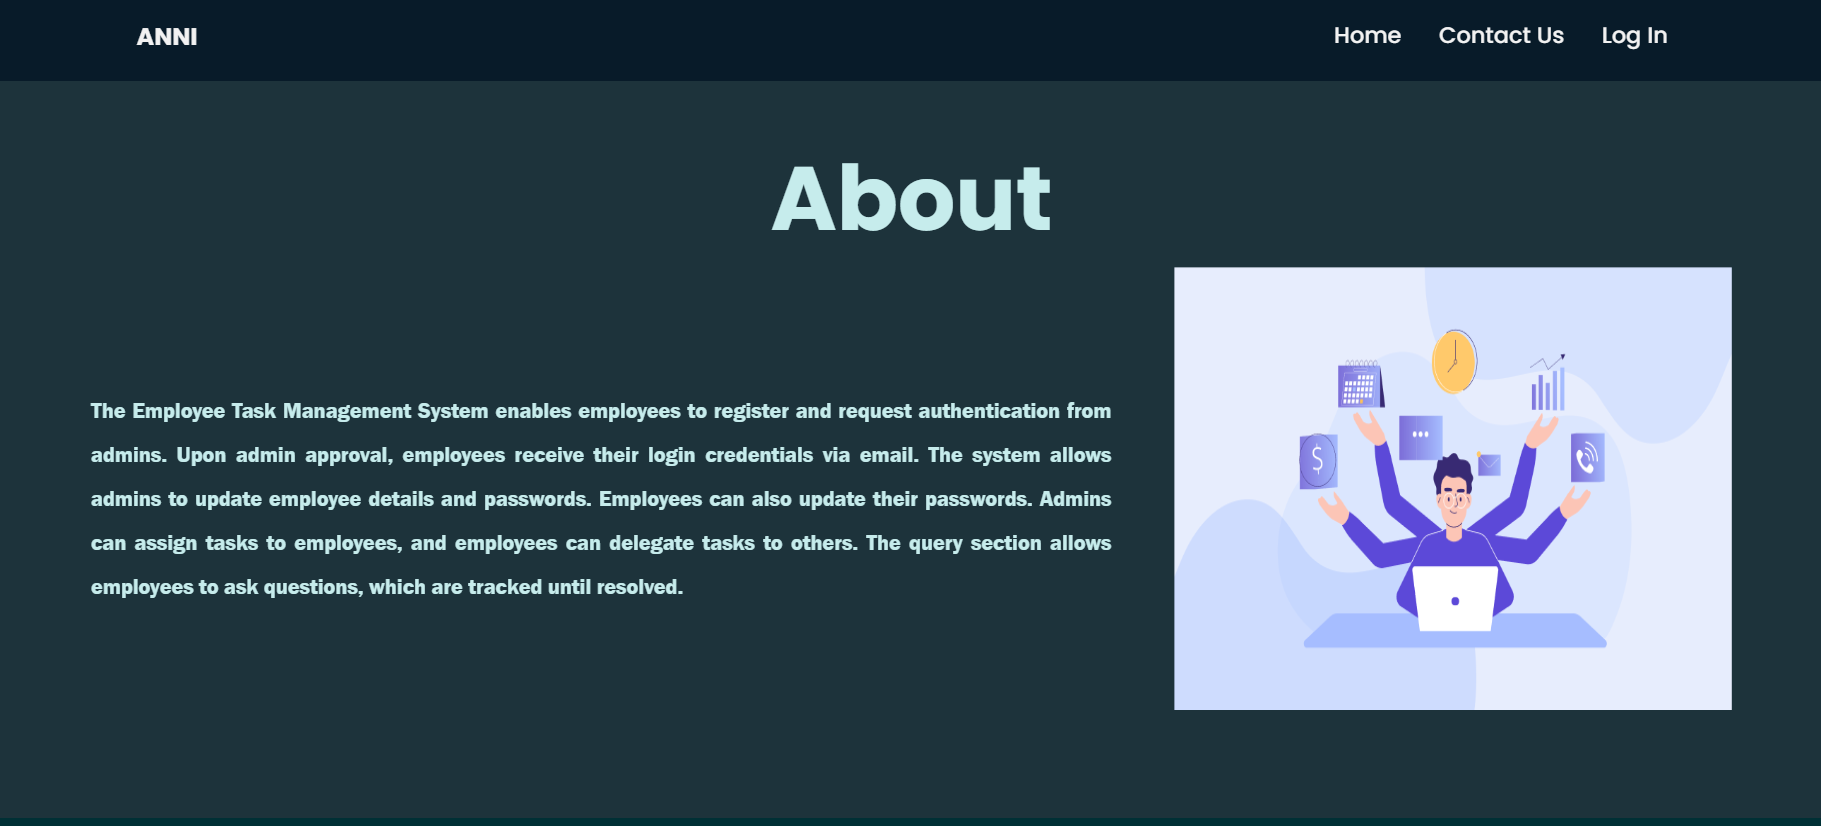 ANNI
Home Contact Us Log In
About
The Employee Task Management System enables employees to register and request authentication from
admins. Upon admin approval, employees receive their login credentials via email. The system allows
admins to update employee details and passwords. Employees can also update their passwords. Admins
can assign tasks to employees, and employees can delegate tasks to others. The query section allows
employees to ask questions, which are tracked until resolved.
$